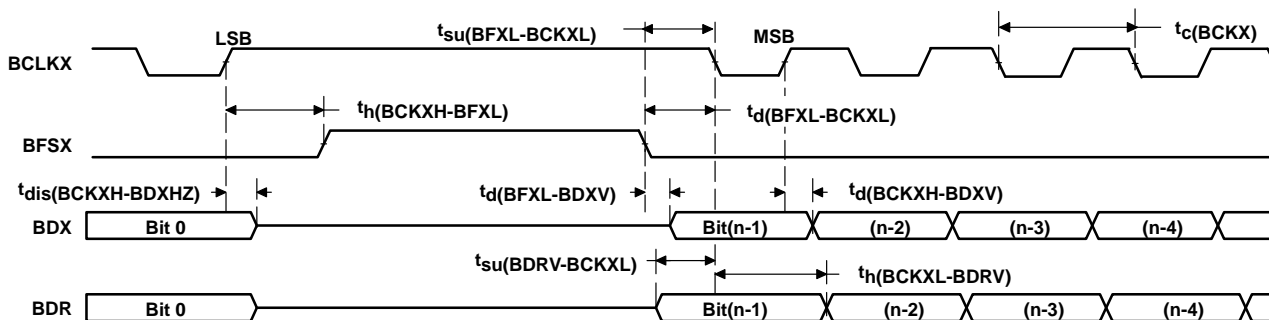 LSB
tsu(BFXL-BCKXL)
MSB
tc(BCKX)
BCLKX
th(BCKXH-BFXL)
td(BFXL-BCKXL)
BFSX
tdis(BCKXH-BDXHZ)
td(BFXL-BDXV)
td(BCKXH-BDXV)
BDX
Bit 0
Bit(n-1)
(n-2)
(n-3)
(n-4)
tsu(BDRV-BCKXL)
th(BCKXL-BDRV)
BDR
Bit 0
Bit(n-1)
(n-2)
(n-3)
(n-4)